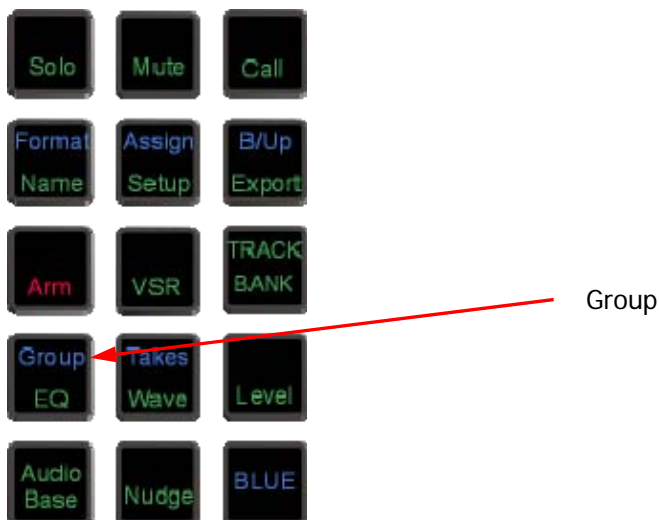 Solo Mute Call
Format Assign B/Up
Name Setup Export
TRACK
Arm VSR BANK
Group
Group Takes
EQ Wave Level
Audio
Base Nudge BLUE